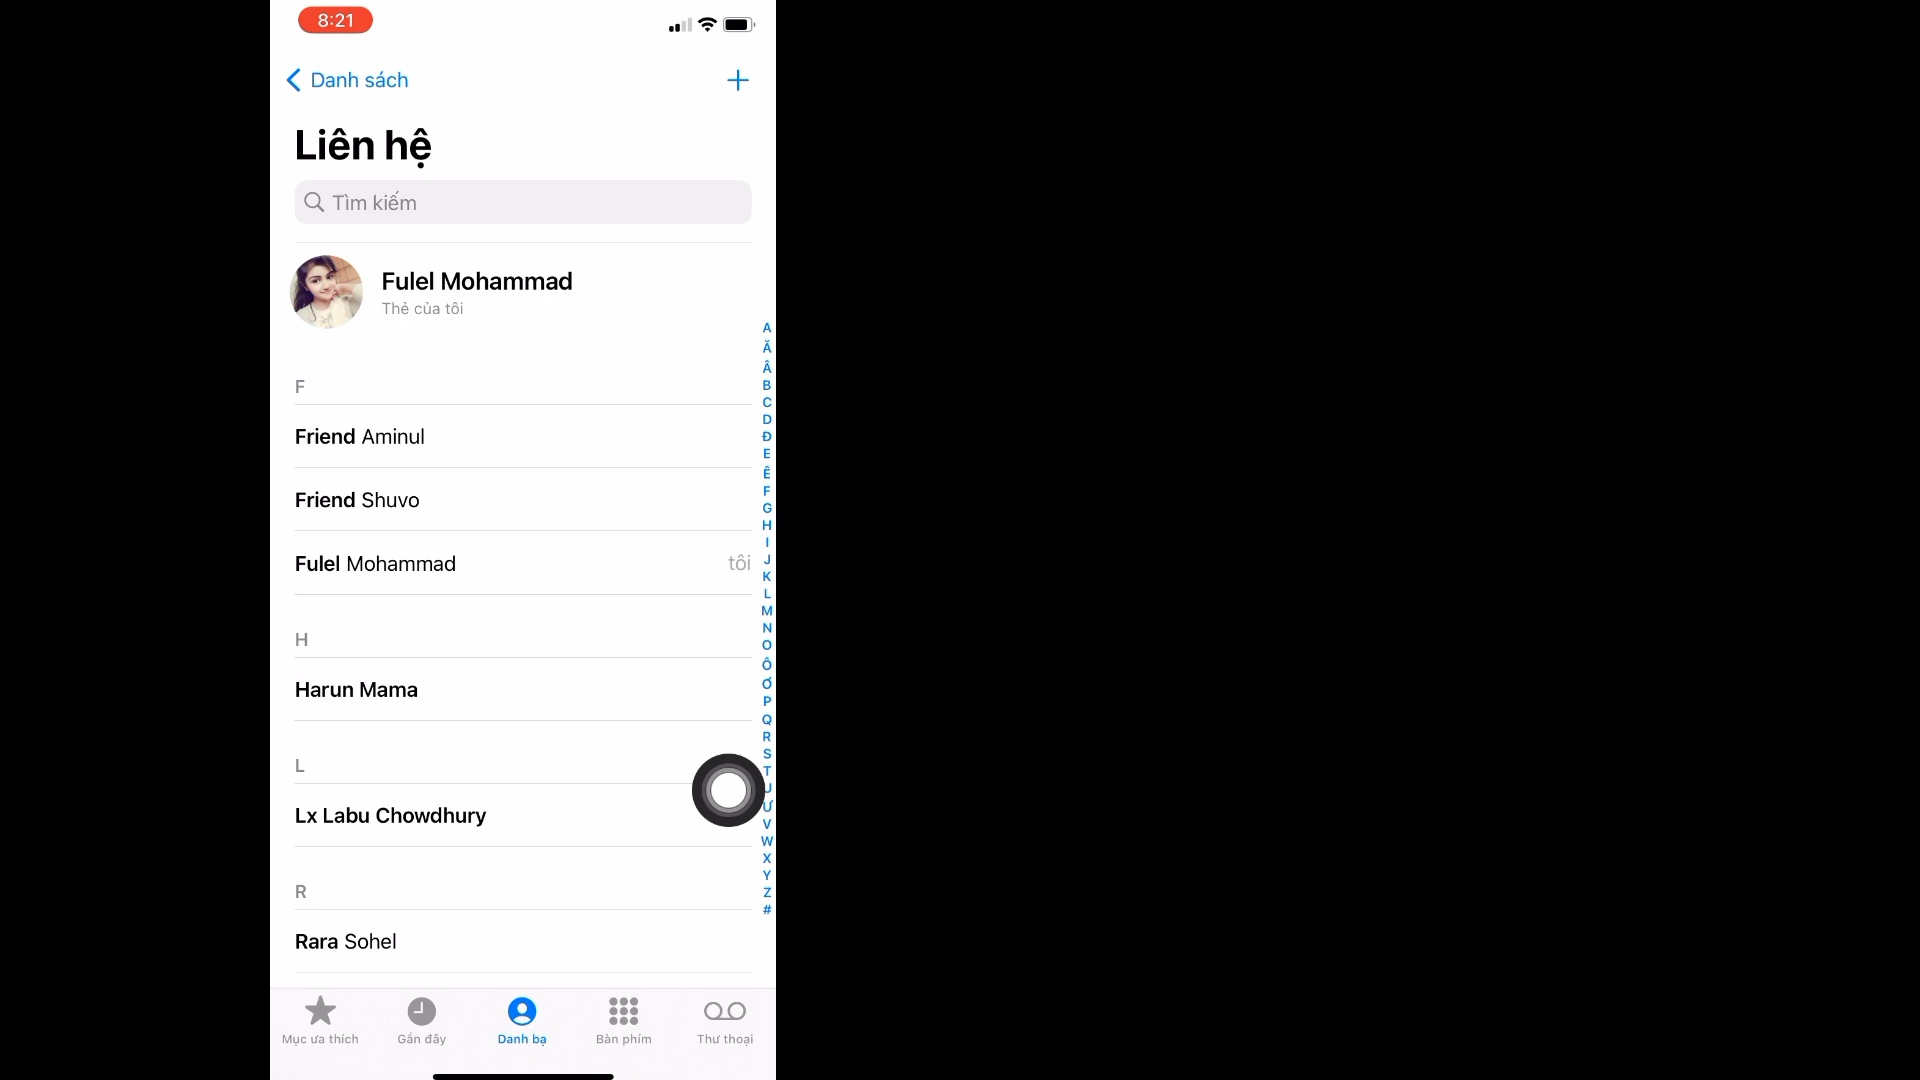 8:21
Danh sách
Liên hệ
Tìm kiếm
Fulel Mohammad
Thẻ của tôi
F
Friend Aminul
Friend Shuvo
Fulel Mohammad tôi
H
Harun Mama
L
Lx Labu Chowdhury
R
Rara Sohel
A
Ă
Â
B
C
D
Đ
E
Ê
F
G
H
I
J
K
L
M
N
O
Ô
Ơ
P
Q
R
S
T
U
Ư
V
W
X
Y
Z
#
Mục ưa thích Gần đây Danh bạ Bàn phím Thư thoại